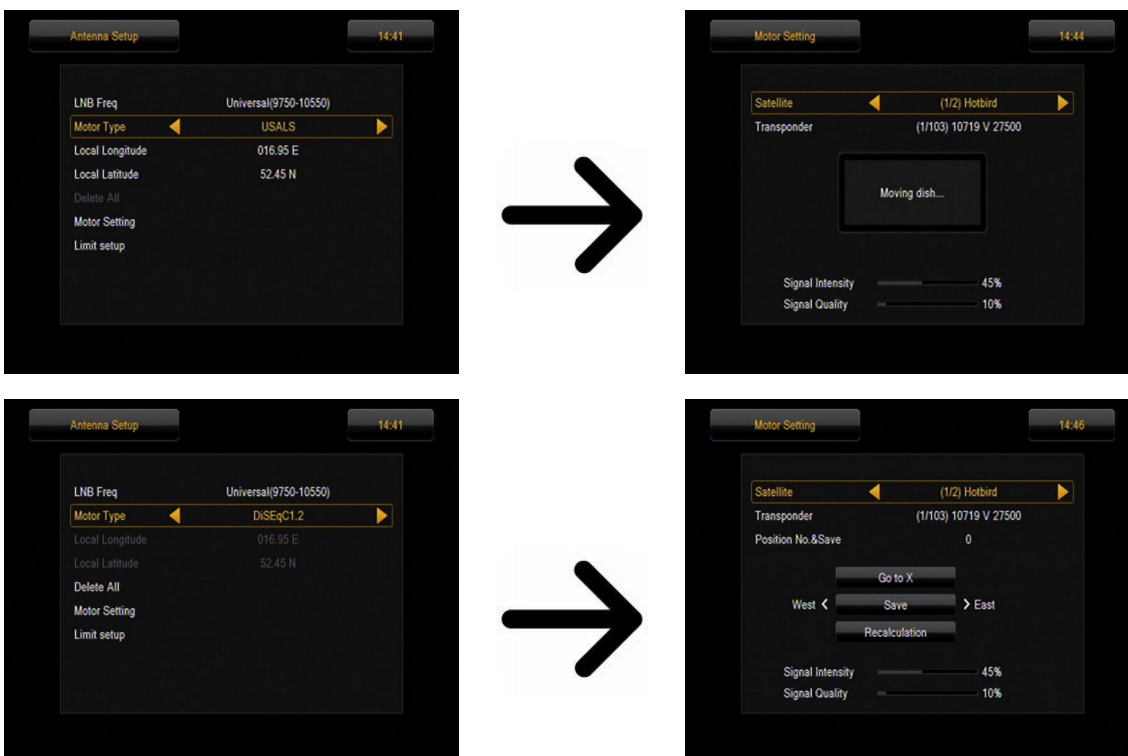 Antenna Setup 14:41
LNB Freq Universal(9750-10550)
Motor Type USALS
Local Longitude 016.95 E
Local Latitude 52.45 N
Delete All
Motor Setting
Limit setup
Motor Setting 14:44
Satellite (1/2) Hotbird
Transponder (1/103) 10719 V 27500
Moving dish...
Signal Intensity 45%
Signal Quality 10%
Antenna Setup 14:41
LNB Freq Universal(9750-10550)
Motor Type DiSEqC1.2
Local Longitude 016.95 E
Local Latitude 52.45 N
Delete All
Motor Setting
Limit setup
Motor Setting 14:46
Satellite (1/2) Hotbird
Transponder (1/103) 10719 V 27500
Position No.&Save 0
Go to X
West < Save > East
Recalculation
Signal Intensity 45%
Signal Quality 10%